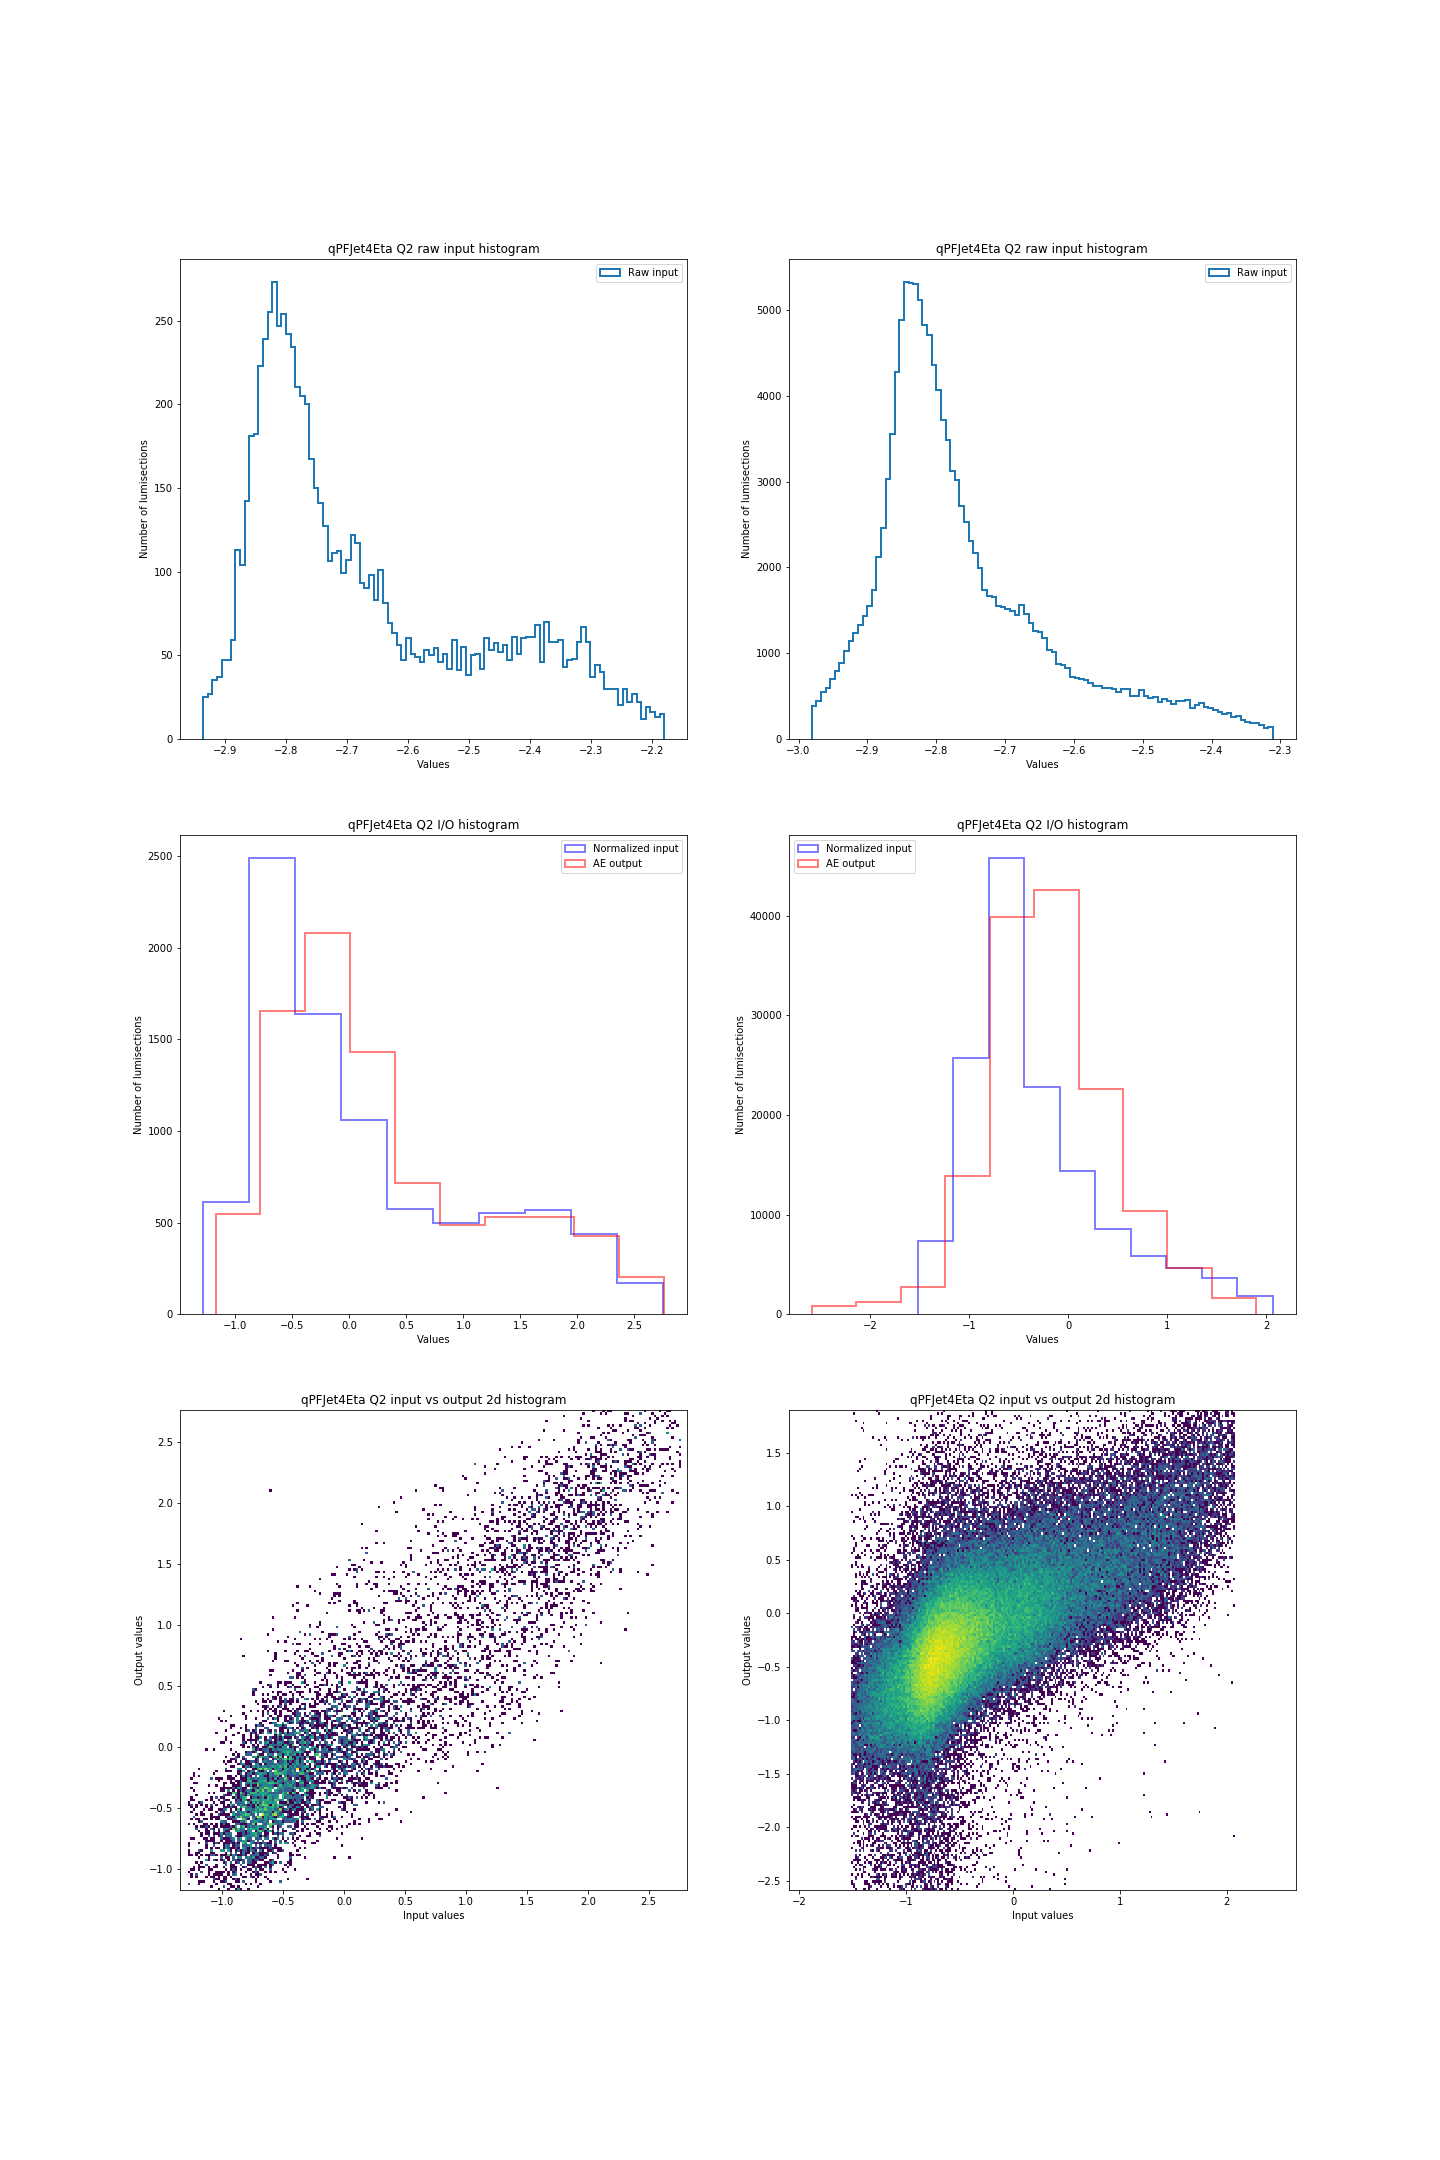 qPFJet4Eta Q2 raw input histogram
Raw input
250
200
150
100
50
0
Number of lumisections
−2.9 −2.8 −2.7 −2.6 −2.5 −2.4 −2.3 −2.2
Values
qPFJet4Eta Q2 raw input histogram
Raw input
5000
4000
3000
2000
1000
0
Number of lumisections
−3.0 −2.9 −2.8 −2.7 −2.6 −2.5 −2.4 −2.3
Values
qPFJet4Eta Q2 I/O histogram
Normalized input
AE output
2500
2000
1500
1000
500
0
Number of lumisections
−1.0 −0.5 0.0 0.5 1.0 1.5 2.0 2.5
Values
qPFJet4Eta Q2 I/O histogram
Normalized input
AE output
40000
30000
20000
10000
0
Number of lumisections
−2 −1 0 1 2
Values
qPFJet4Eta Q2 input vs output 2d histogram
2.5
2.0
1.5
1.0
0.5
0.0
−0.5
−1.0
Output values
−1.0 −0.5 0.0 0.5 1.0 1.5 2.0 2.5
Input values
qPFJet4Eta Q2 input vs output 2d histogram
1.5
1.0
0.5
0.0
−0.5
−1.0
−1.5
−2.0
−2.5
Output values
−2 −1 0 1 2
Input values